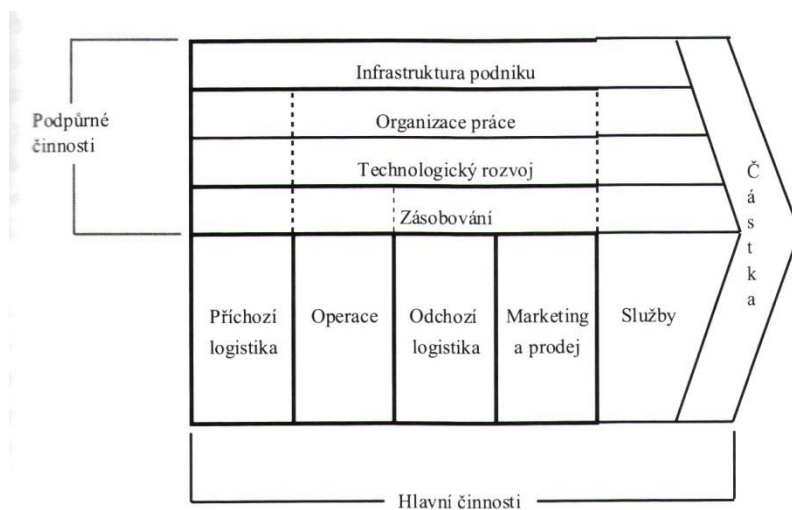 Infrastruktura podniku
Podpůrné
činnosti
Organizace práce
Technologický rozvoj
Zásobování
Částka
Příchozí
logistika
Operace
Odchozí
logistika
Marketing
a prodej
Služby
Hlavní činnosti